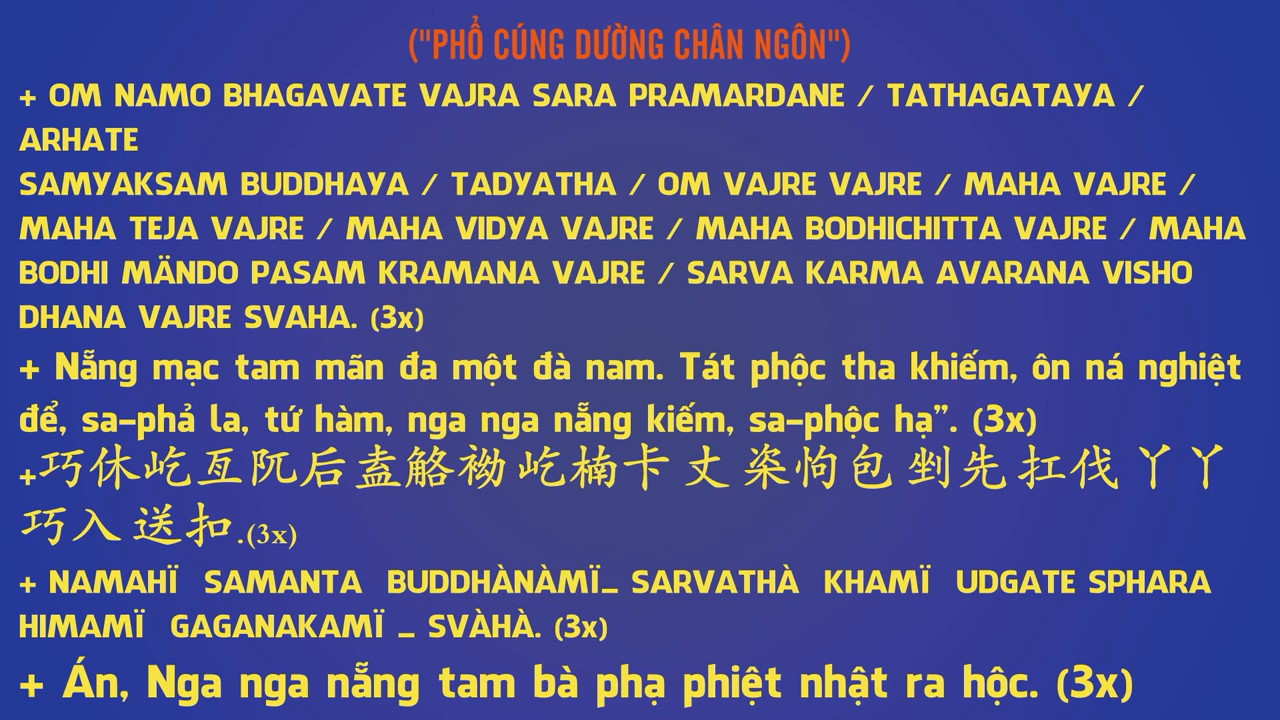 ("PHỔ CÚNG DƯỜNG CHÂN NGÔN")
+ OM NAMO BHAGAVATE VAJRA SARA PRAMARDANE / TATHAGATAYA /
ARHATE
SAMYAKSAM BUDDHAYA / TADYATHA / OM VAJRE VAJRE / MAHA VAJRE /
MAHA TEJA VAJRE / MAHA VIDYA VAJRE / MAHA BODHICHITTA VAJRE / MAHA
BODHI MÄNDO PASAM KRAMANA VAJRE / SARVA KARMA AVARANA VISHO
DHANA VAJRE SVAHA. (3x)
+ Nẵng mạc tam mãn đa một đà nam. Tát phộc tha khiếm, ôn ná nghiệt
để, sa-phả la, tứ hàm, nga nga nẵng kiếm, sa-phộc hạ”. (3x)
+巧休屹亙阢后盍觡袎屹楠卡丈栥怐包剉先扛伐丫丫
巧入送扣.(3x)
+ NAMAHÏ SAMANTA BUDDHÀNÀMÏ_ SARVATHÀ KHAMÏ UDGATE SPHARA
HIMAMÏ GAGANAKAMÏ _ SVÀHÀ. (3x)
+ Án, Nga nga nẵng tam bà phạ phiệt nhật ra hộc. (3x)